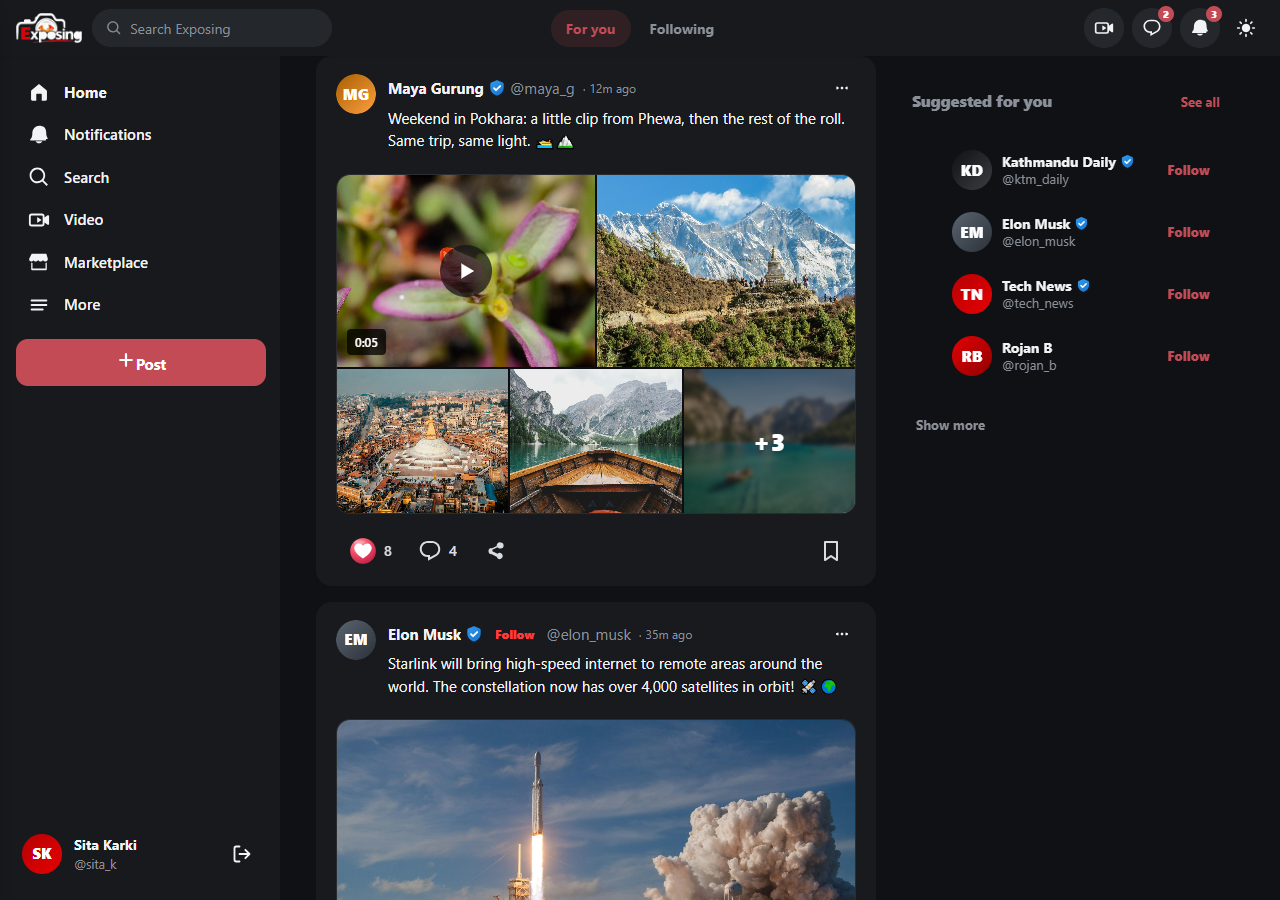 Exposing
Search Exposing
For you
Following
2
3
Home
Notifications
Search
Video
Marketplace
More
+ Post
SK
Sita Karki
@sita_k
MG
Maya Gurung @maya_g · 12m ago
Weekend in Pokhara: a little clip from Phewa, then the rest of the roll.
Same trip, same light.
0:05
+3
8
4
EM
Elon Musk Follow @elon_musk · 35m ago
Starlink will bring high-speed internet to remote areas around the
world. The constellation now has over 4,000 satellites in orbit!
Suggested for you
See all
KD
Kathmandu Daily
@ktm_daily
Follow
EM
Elon Musk
@elon_musk
Follow
TN
Tech News
@tech_news
Follow
RB
Rojan B
@rojan_b
Follow
Show more